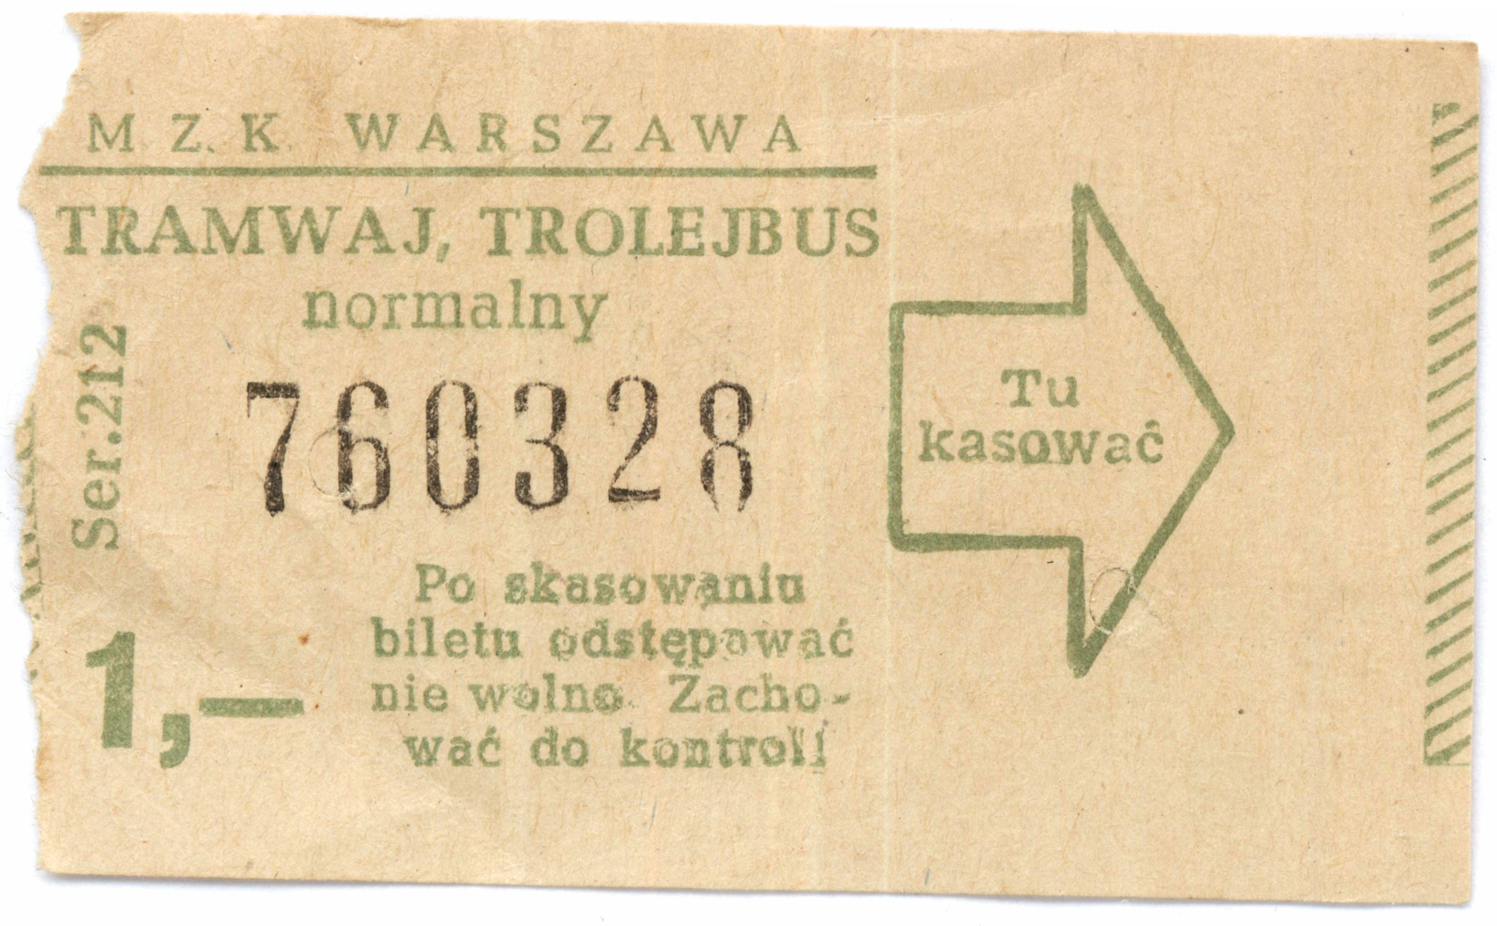 M. Z. K. WARSZAWA
TRAMWAJ, TROLEJBUS
normalny
Ser.212
760328
1,—
Po skasowaniu
biletu odstępować
nie wolno. Zacho-
wać do kontroli
Tu
kasować